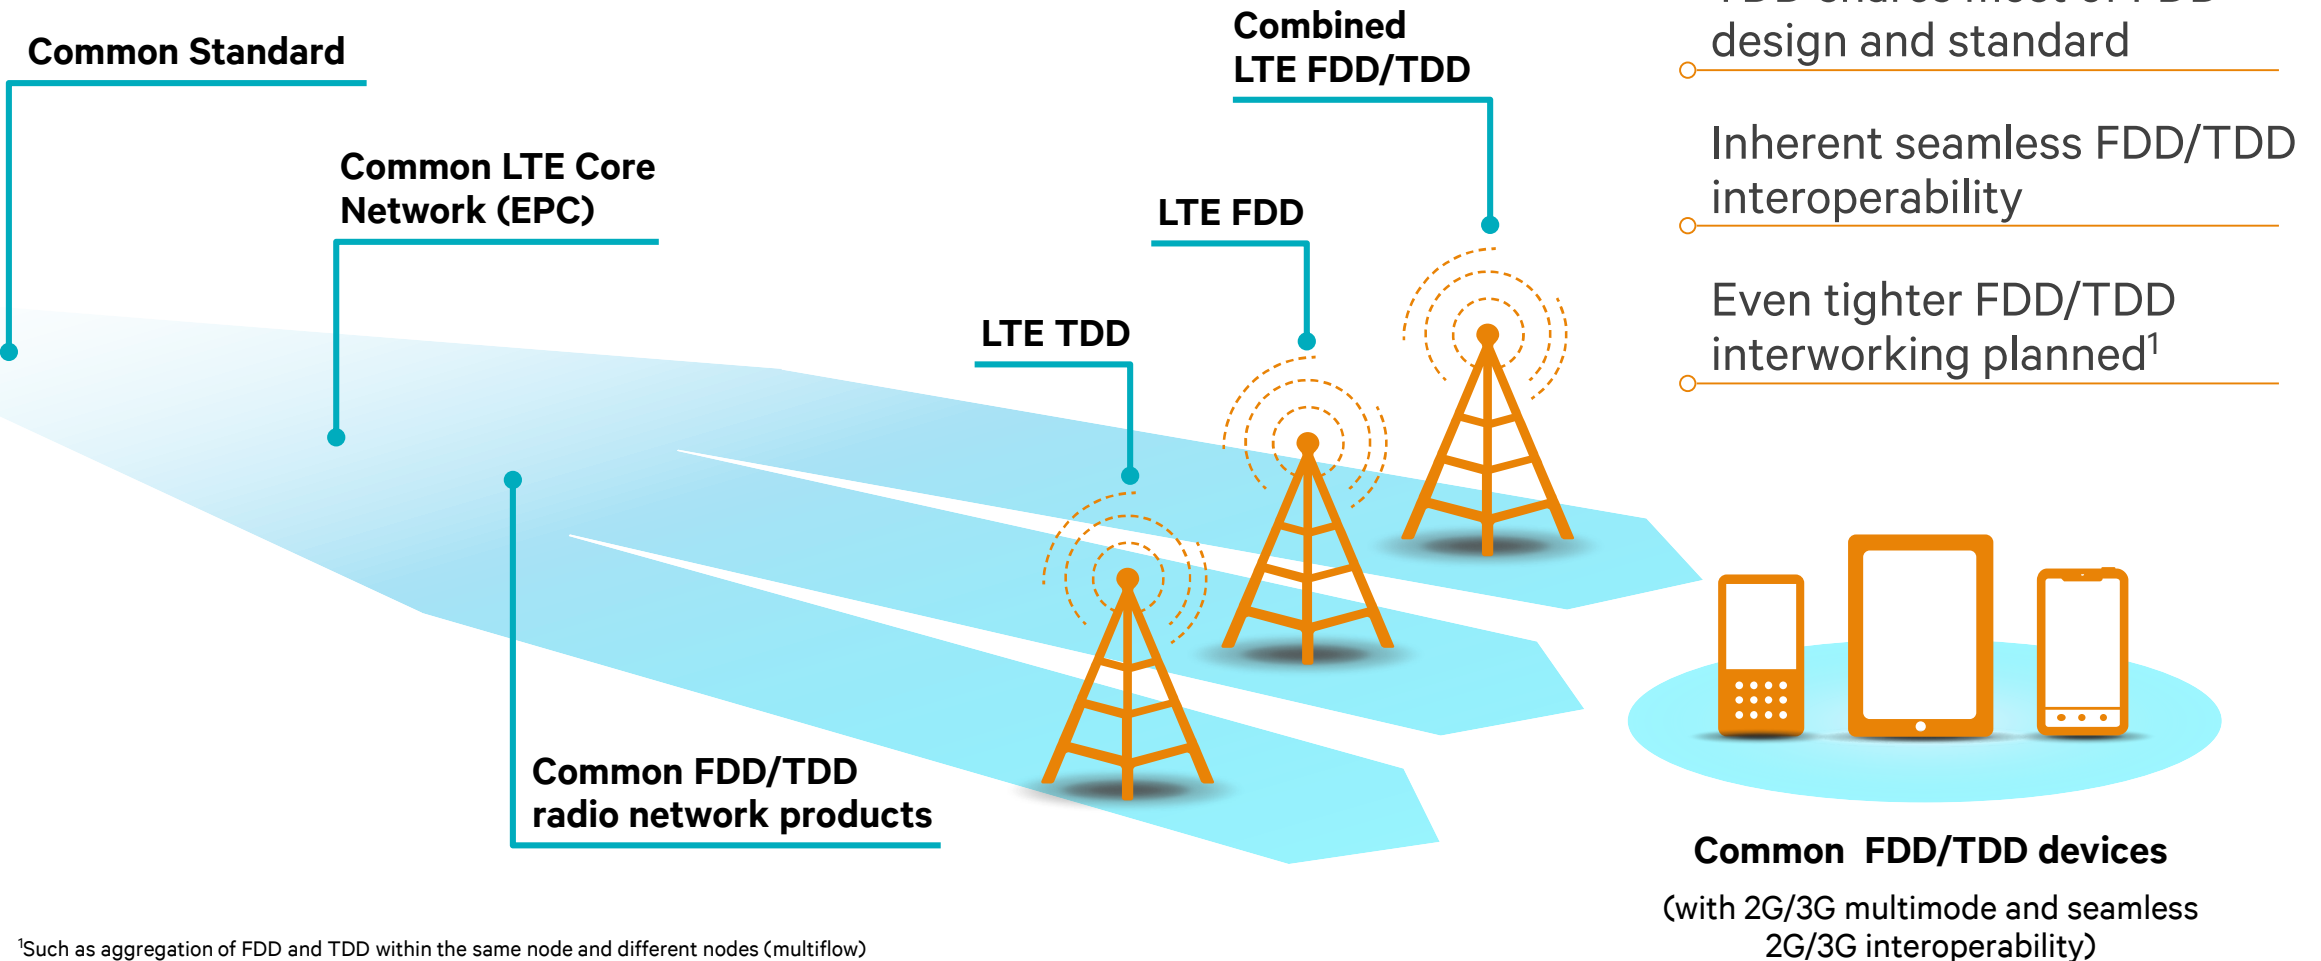 Common Standard
Common LTE Core
Network (EPC)
LTE TDD
LTE FDD
Combined
LTE FDD/TDD
Common FDD/TDD
radio network products
design and standard
Inherent seamless FDD/TDD
interoperability
Even tighter FDD/TDD
interworking planned¹
Common FDD/TDD devices
(with 2G/3G multimode and seamless
2G/3G interoperability)
¹Such as aggregation of FDD and TDD within the same node and different nodes (multiflow)